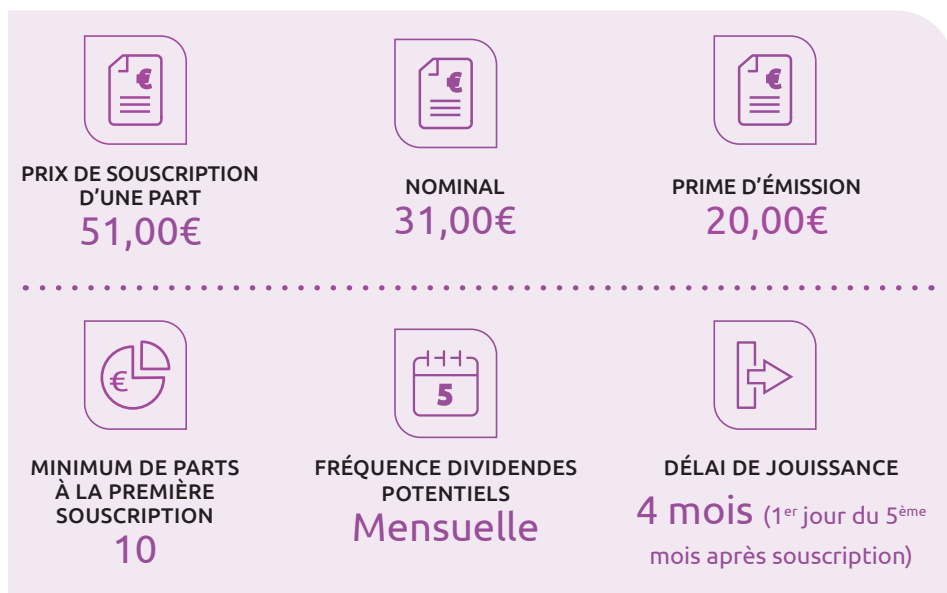 €
€
€
PRIX DE SOUSCRIPTION
D'UNE PART
51,00€
NOMINAL
31,00€
PRIME D'ÉMISSION
20,00€
€
5
MINIMUM DE PARTS
À LA PREMIÈRE
SOUSCRIPTION
10
FRÉQUENCE DIVIDENDES
POTENTIELS
Mensuelle
DÉLAI DE JOUISSANCE
4 mois (1er jour du 5ème
mois après souscription)